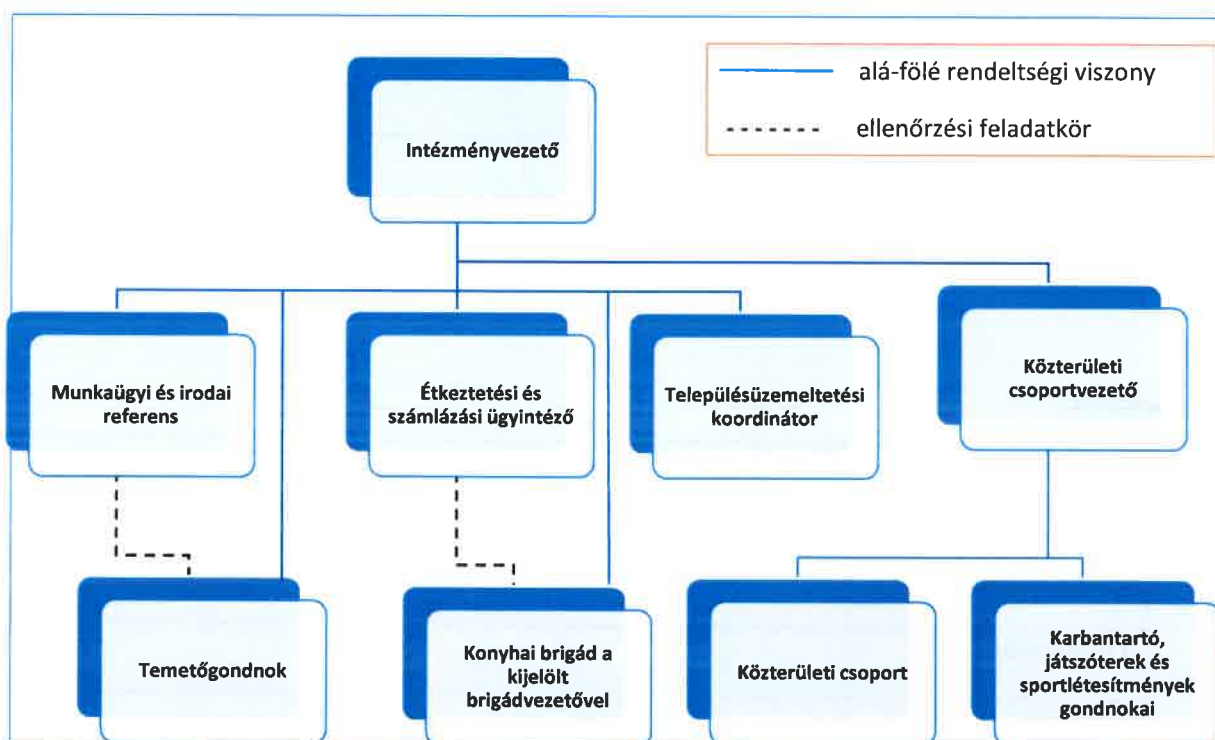 alá-fölé rendeltségi viszony
ellenőrzési feladatkör
Intézményvezető
Munkaügyi és irodai
referens
Étkeztetési és
számlázási ügyintéző
Településüzemeltetési
koordinátor
Közterületi
csoportvezető
Temetőgondnok
Konyhai brigád a
kijelölt
brigádvezetővel
Közterületi csoport
Karbantartó,
játszóterek és
sportlétesítmények
gondnokai